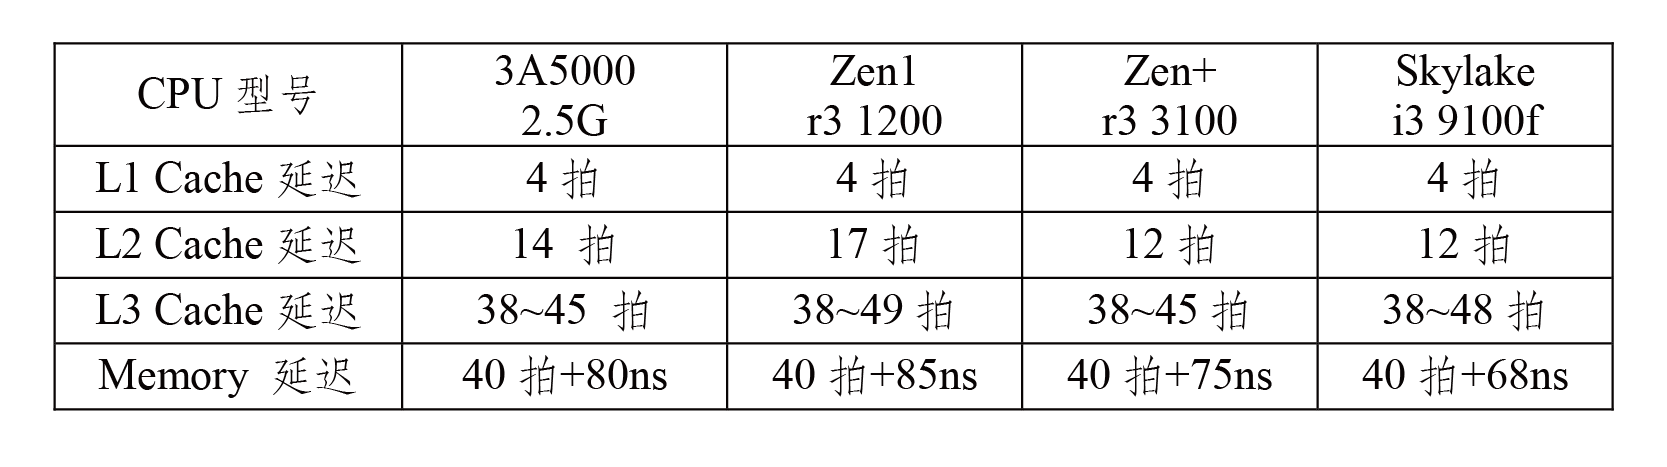 CPU 型号 3A5000 2.5G Zen1 r3 1200 Zen+ r3 3100 Skylake i3 9100f
L1 Cache 延迟 4 拍 4 拍 4 拍 4 拍
L2 Cache 延迟 14 拍 17 拍 12 拍 12 拍
L3 Cache 延迟 38~45 拍 38~49 拍 38~45 拍 38~48 拍
Memory 延迟 40 拍+80ns 40 拍+85ns 40 拍+75ns 40 拍+68ns